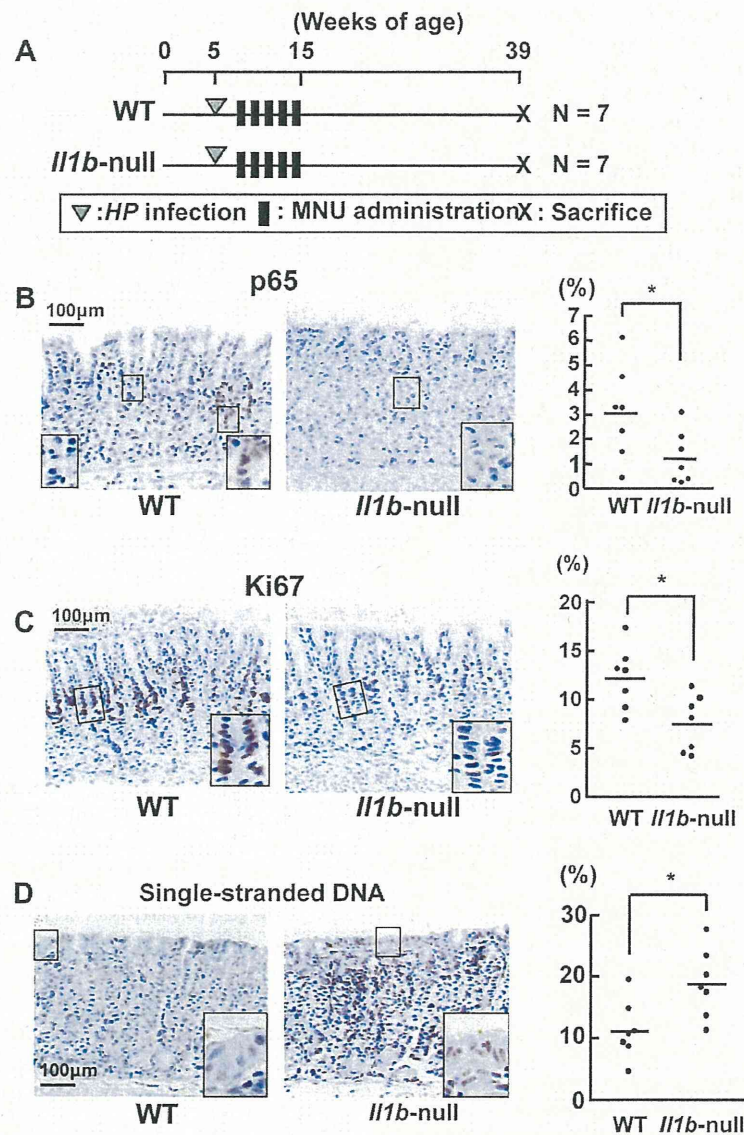 (Weeks of age)
A
0 5 15 39
WT X N = 7
Il1b-null X N = 7
:HP infection : MNU administration X : Sacrifice
B p65 (%)
100µm
*
7
6
5
4
3
2
1
0
WT Il1b-null
WT Il1b-null
C Ki67 (%)
100µm
*
20
15
10
5
0
WT Il1b-null
WT Il1b-null
D Single-stranded DNA (%)
*
30
20
10
0
100µm
WT Il1b-null
WT Il1b-null